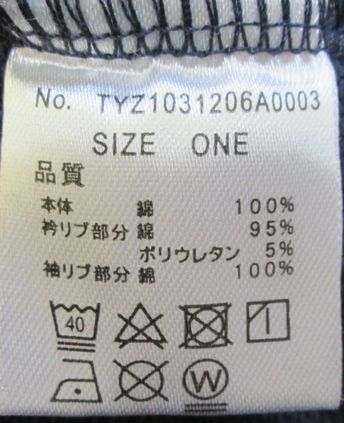 No. TYZ1031206A0003
SIZE ONE
品質
本体 綿 100%
衿リブ部分 綿 95%
ポリウレタン 5%
袖リブ部分 綿 100%
40
W